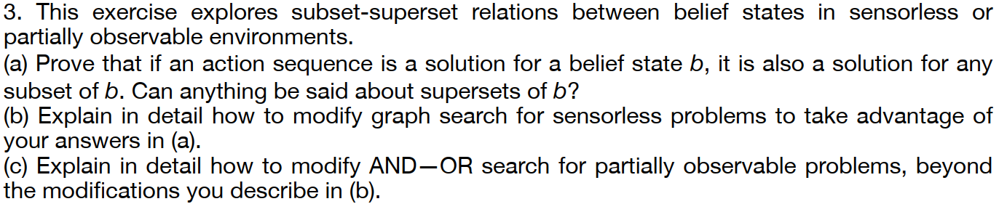 3. This exercise explores subset-superset relations between belief states in sensorless or
partially observable environments.
(a) Prove that if an action sequence is a solution for a belief state b, it is also a solution for any
subset of b. Can anything be said about supersets of b?
(b) Explain in detail how to modify graph search for sensorless problems to take advantage of
your answers in (a).
(c) Explain in detail how to modify AND—OR search for partially observable problems, beyond
the modifications you describe in (b).